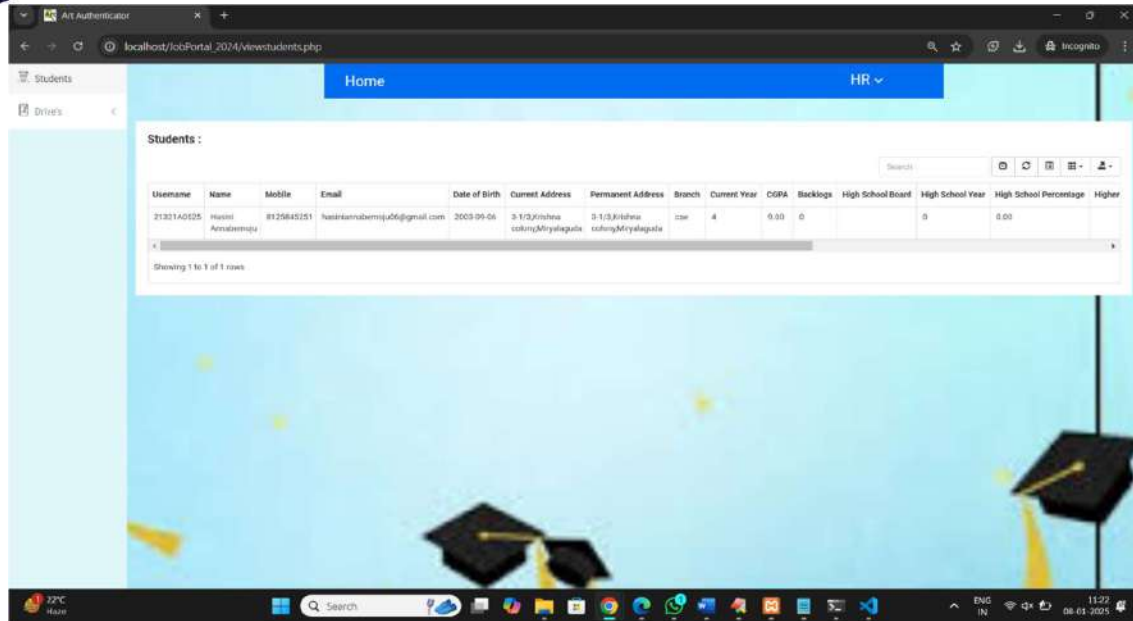 Art Authenticator
localhost/JobPortal_2024/viewstudents.php
Incognito
Students
Drive's
Home
HR
Students :
Search
Username Name Mobile Email Date of Birth Current Address Permanent Address Branch Current Year CGPA Backlogs High School Board High School Year High School Percentage Higher
21321A0525 Hasini 8125845251 2003-09-06 3-1/3,Krishna 3-1/3,Krishna cse 4 0.00 0 0 0.00
colony,Miryalaguda colony,Miryalaguda
Showing 1 to 1 of 1 rows
1
22°C
Haze
Search
ENG
IN
11:22
08-01-2025